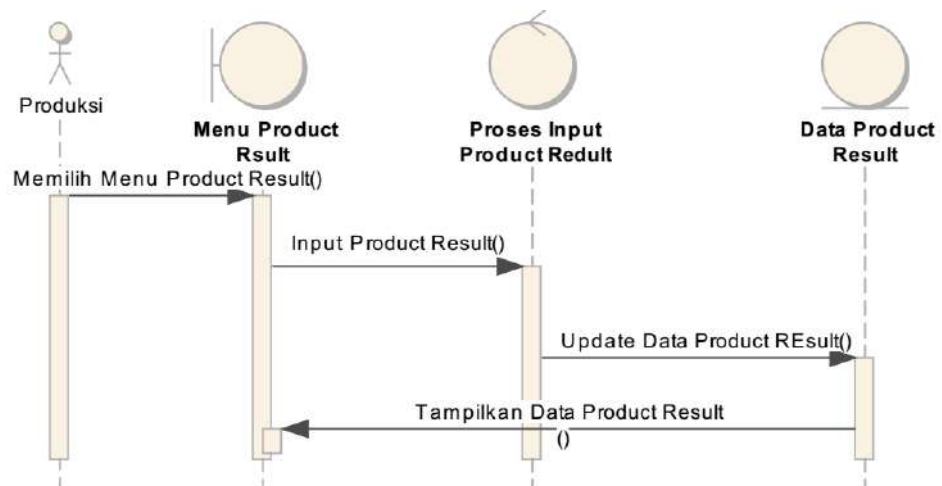 Produksi
Menu Product
Rsult
Proses Input
Product Redult
Data Product
Result
Memilih Menu Product Result()
Input Product Result()
Update Data Product REsult()
Tampilkan Data Product Result
()